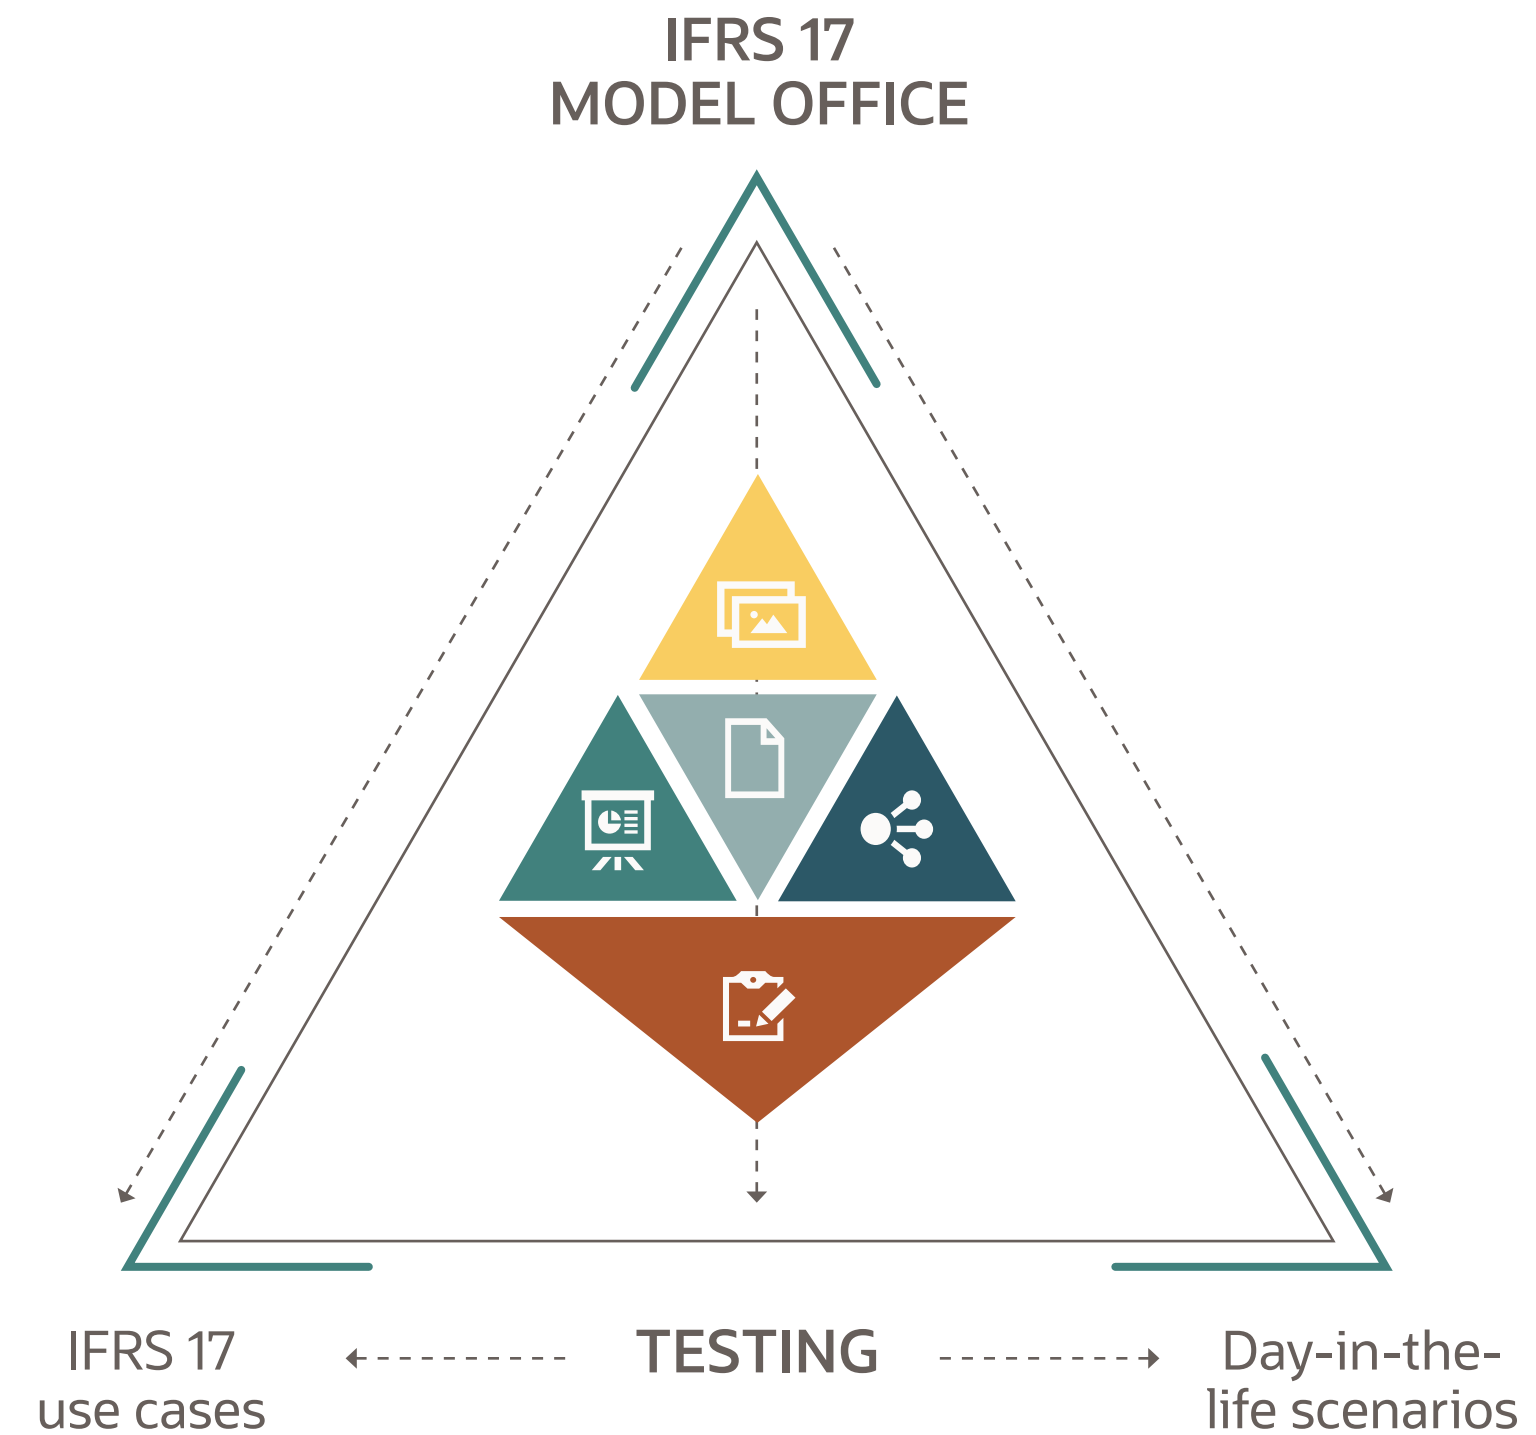 IFRS 17
MODEL OFFICE
IFRS 17
use cases
TESTING
Day-in-the-
life scenarios